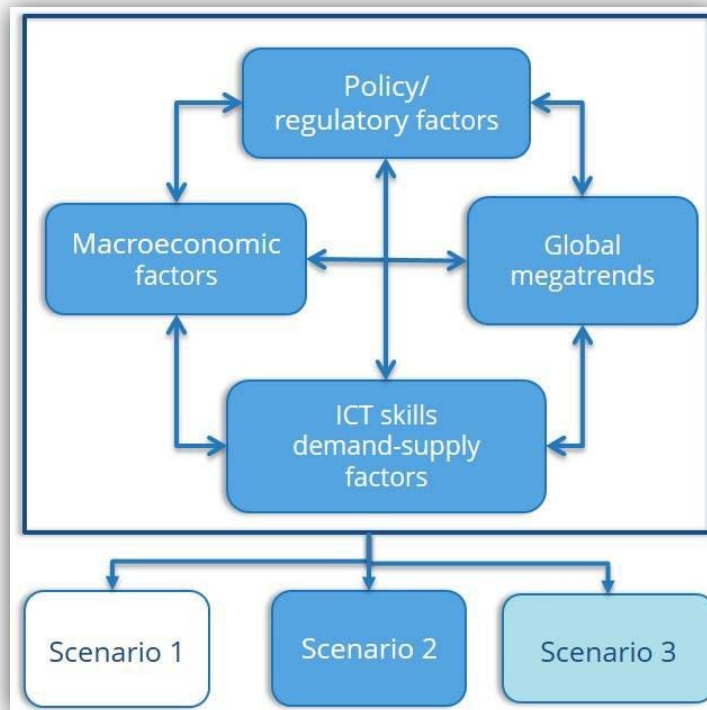 Policy/
regulatory factors
Macroeconomic
factors
Global
megatrends
ICT skills
demand-supply
factors
Scenario 1
Scenario 2
Scenario 3